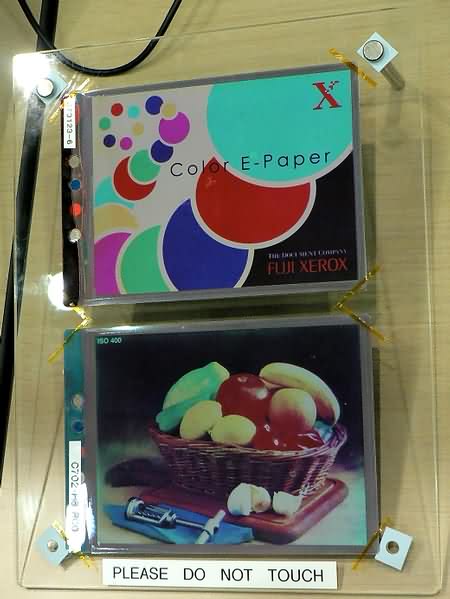 X
Color E-Paper
THE DOCUMENT COMPANY
FUJI XEROX
ISO 400
PLEASE DO NOT TOUCH